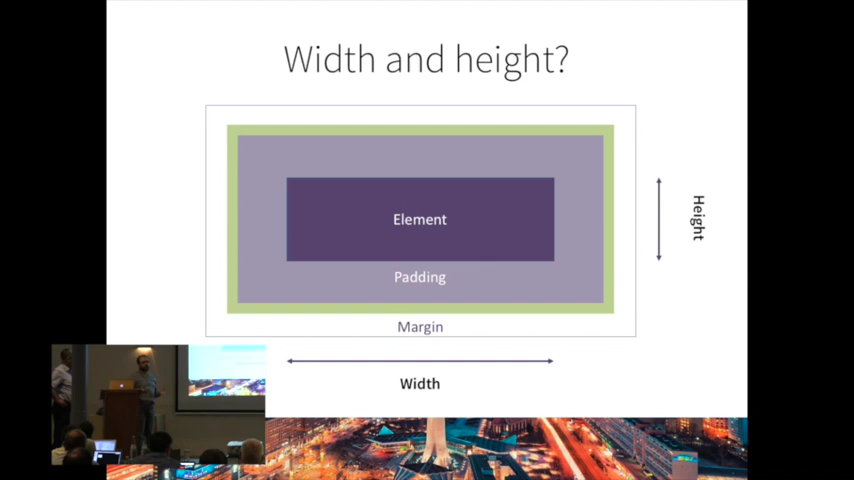 Width and height?
Element
Padding
Margin
Height
Width